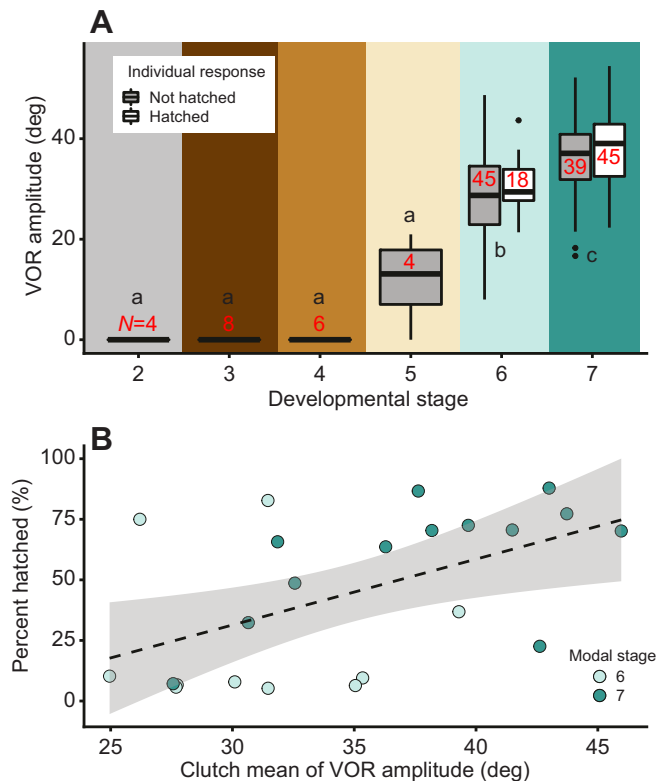 A
Individual response
Not hatched
Hatched
VOR amplitude (deg)
40
20
0
a a a a b c
N=4 8 6 4 45 18 39 45
2 3 4 5 6 7
Developmental stage
B
Percent hatched (%)
100
75
50
25
0
Modal stage
6
7
25 30 35 40 45
Clutch mean of VOR amplitude (deg)